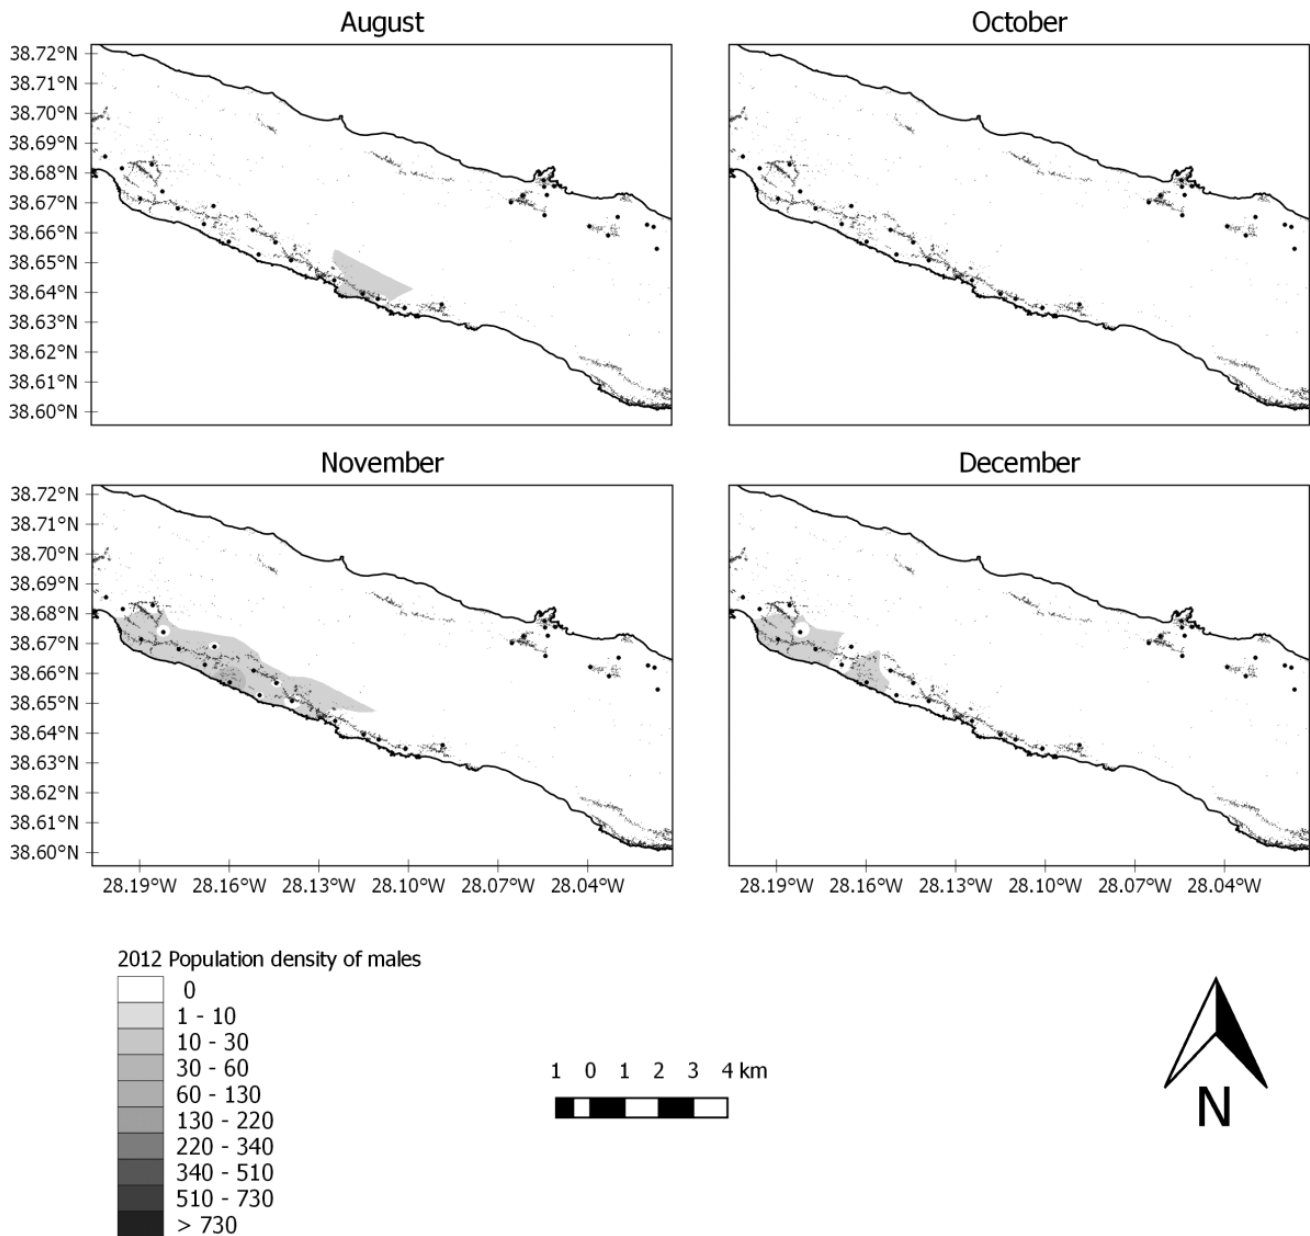 August
October
38.72°N
38.71°N
38.70°N
38.69°N
38.68°N
38.67°N
38.66°N
38.65°N
38.64°N
38.63°N
38.62°N
38.61°N
38.60°N
November
December
38.72°N
38.71°N
38.70°N
38.69°N
38.68°N
38.67°N
38.66°N
38.65°N
38.64°N
38.63°N
38.62°N
38.61°N
38.60°N
28.19°W 28.16°W 28.13°W 28.10°W 28.07°W 28.04°W
28.19°W 28.16°W 28.13°W 28.10°W 28.07°W 28.04°W
2012 Population density of males
0
1 - 10
10 - 30
30 - 60
60 - 130
130 - 220
220 - 340
340 - 510
510 - 730
> 730
1 0 1 2 3 4 km
N